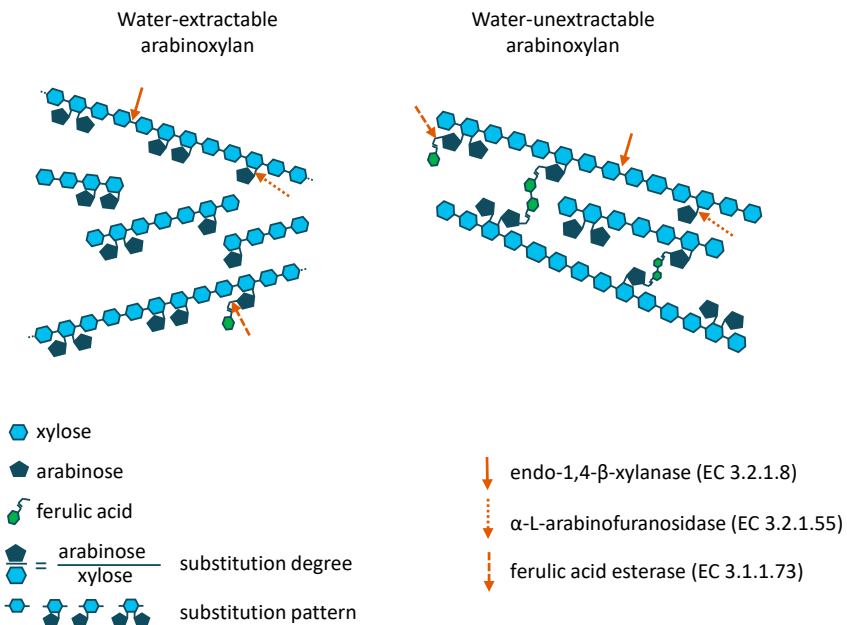 Water-extractable
arabinoxylan
Water-unextractable
arabinoxylan
xylose
arabinose
ferulic acid
= arabinose
xylose
substitution degree
substitution pattern
endo-1,4-β-xylanase (EC 3.2.1.8)
α-L-arabinofuranosidase (EC 3.2.1.55)
ferulic acid esterase (EC 3.1.1.73)